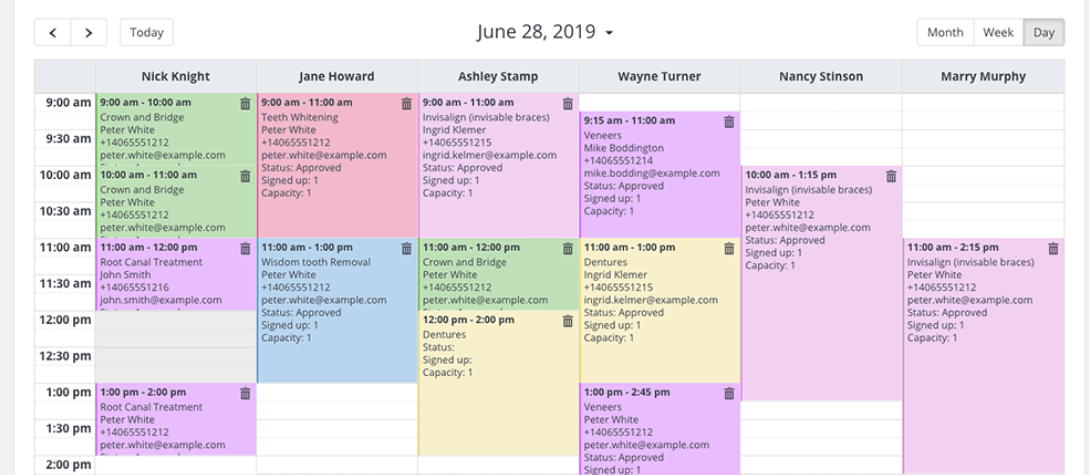 Today
June 28, 2019
Month Week Day
Nick Knight Jane Howard Ashley Stamp Wayne Turner Nancy Stinson Marry Murphy
9:00 am
9:30 am
10:00 am
10:30 am
11:00 am
11:30 am
12:00 pm
12:30 pm
1:00 pm
1:30 pm
2:00 pm
9:00 am - 10:00 am
Crown and Bridge
Peter White
+14065551212
peter.white@example.com
10:00 am - 11:00 am
Crown and Bridge
Peter White
+14065551212
peter.white@example.com
11:00 am - 12:00 pm
Root Canal Treatment
John Smith
+14065551216
john.smith@example.com
1:00 pm - 2:00 pm
Root Canal Treatment
Peter White
+14065551212
peter.white@example.com
9:00 am - 11:00 am
Teeth Whitening
Peter White
+14065551212
peter.white@example.com
Status: Approved
Signed up: 1
Capacity: 1
11:00 am - 1:00 pm
Wisdom tooth Removal
Peter White
+14065551212
peter.white@example.com
Status: Approved
Signed up: 1
Capacity: 1
9:00 am - 11:00 am
Invisalign (invisable braces)
Ingrid Klemer
+14065551215
ingrid.kelmer@example.com
Status: Approved
Signed up: 1
Capacity: 1
11:00 am - 12:00 pm
Crown and Bridge
Peter White
+14065551212
peter.white@example.com
12:00 pm - 2:00 pm
Dentures
Status:
Signed up:
Capacity: 1
9:15 am - 11:00 am
Veneers
Mike Boddington
+14065551214
mike.bodding@example.com
Status: Approved
Signed up: 1
Capacity: 1
11:00 am - 1:00 pm
Dentures
Ingrid Klemer
+14065551215
ingrid.kelmer@example.com
Status: Approved
Signed up: 1
Capacity: 1
1:00 pm - 2:45 pm
Veneers
Peter White
+14065551212
peter.white@example.com
Status: Approved
Signed up: 1
10:00 am - 1:15 pm
Invisalign (invisable braces)
Peter White
+14065551212
peter.white@example.com
Status: Approved
Signed up: 1
Capacity: 1
11:00 am - 2:15 pm
Invisalign (invisable braces)
Peter White
+14065551212
peter.white@example.com
Status: Approved
Signed up: 1
Capacity: 1